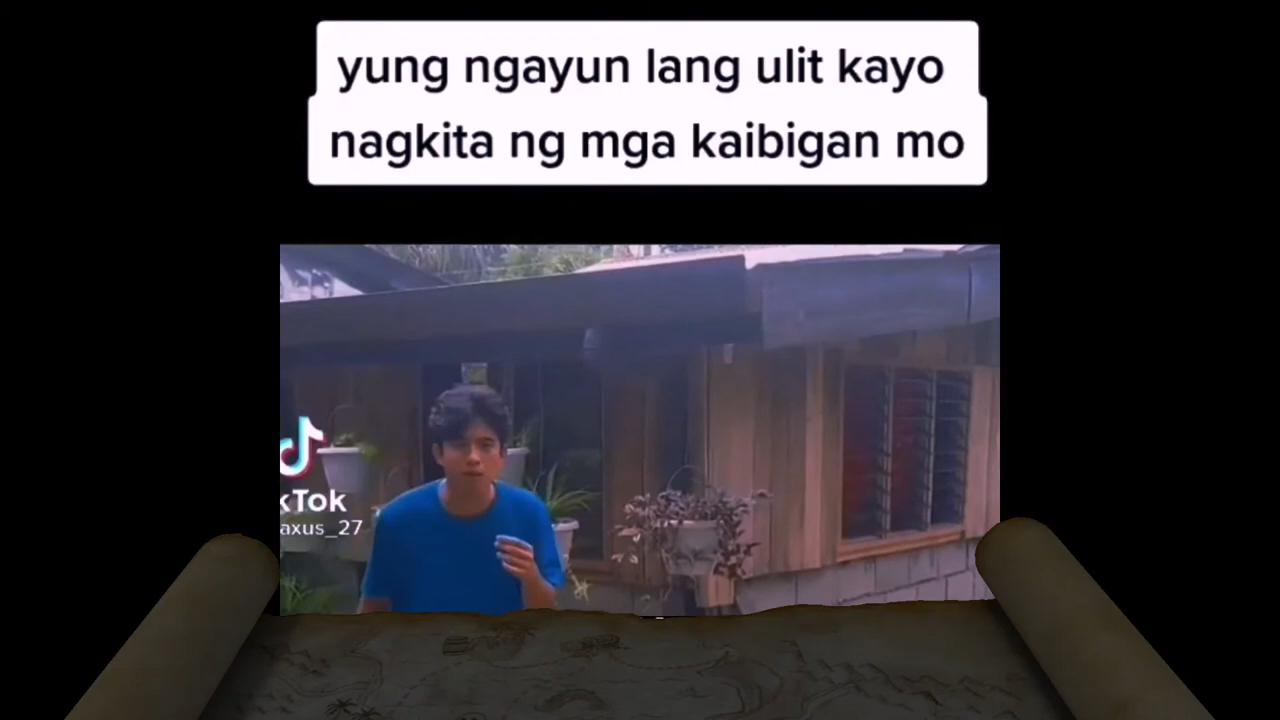 yung ngayun lang ulit kayo
nagkita ng mga kaibigan mo
kTok
axus_27